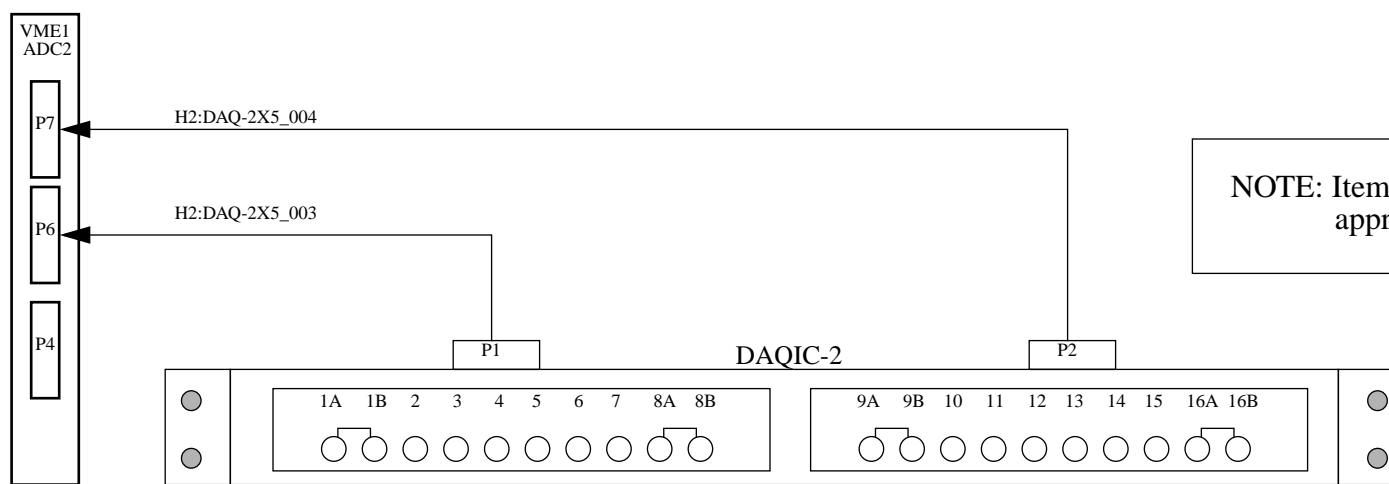 VME1
ADC2
P7
H2:DAQ-2X5_004
NOTE: Item
appr
P6
H2:DAQ-2X5_003
P4
P1
DAQIC-2
P2
1A 1B 2 3 4 5 6 7 8A 8B
9A 9B 10 11 12 13 14 15 16A 16B